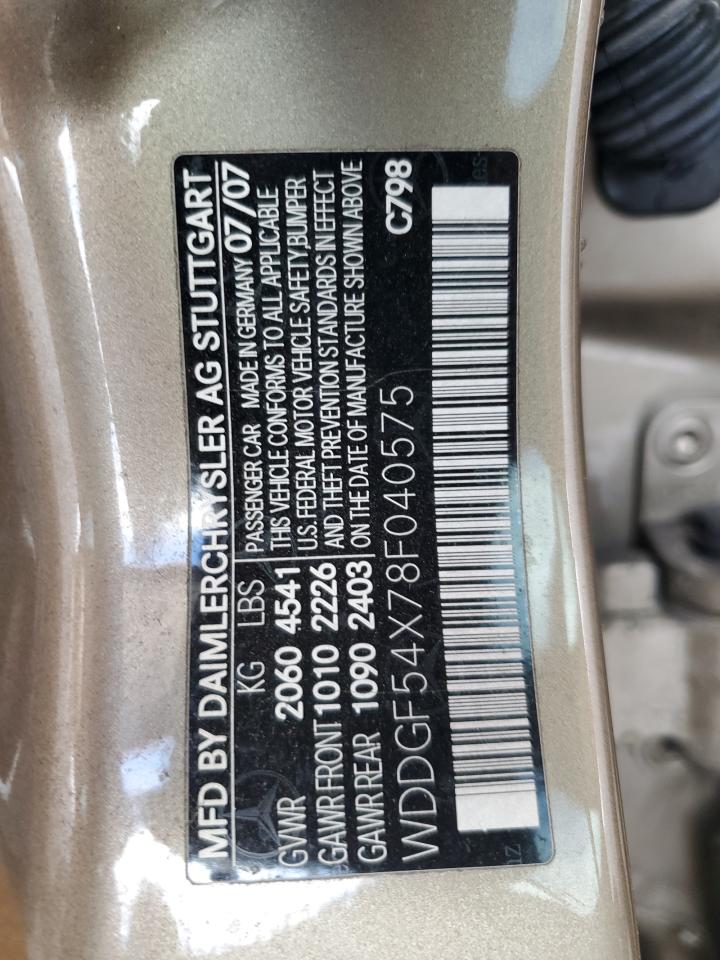 MFD BY DAIMLERCHRYSLER AG STUTTGART
KG LBS
GVWR 2060 4541
GAWR FRONT 1010 2226
GAWR REAR 1090 2403
PASSENGER CAR MADE IN GERMANY 07/07
THIS VEHICLE CONFORMS TO ALL APPLICABLE
U.S. FEDERAL MOTOR VEHICLE SAFETY, BUMPER
AND THEFT PREVENTION STANDARDS IN EFFECT
ON THE DATE OF MANUFACTURE SHOWN ABOVE
WDDGF54X78F040575 C798